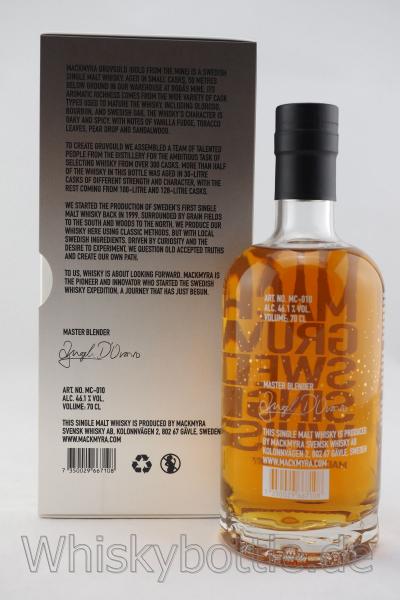 MACKMYRA GRUVGULD (GOLD FROM THE MINE) IS A SWEDISH
SINGLE MALT WHISKY, AGED IN SMALL CASKS, 50 METRES
BELOW GROUND IN OUR WAREHOUSE AT BODÅS MINE. ITS
AROMATIC RICHNESS COMES FROM THE WIDE VARIETY OF CASK
TYPES USED TO MATURE THE WHISKY. INCLUDING OLOROSO,
BOURBON, AND SWEDISH OAK, THE WHISKY'S CHARACTER IS
OAKY AND SPICY, WITH NOTES OF VANILLA FUDGE, TOBACCO
LEAVES, PEAR DROP AND SANDALWOOD.
TO CREATE GRUVGULD WE ASSEMBLED A TEAM OF TALENTED
PEOPLE FROM THE DISTILLERY FOR THE AMBITIOUS TASK OF
SELECTING WHISKY FROM OVER 300 CASKS. MORE THAN HALF
OF THE WHISKY IN THIS BOTTLE WAS AGED IN 30-LITRE
CASKS OF DIFFERENT STRENGTH AND CHARACTER, WITH THE
REST COMING FROM 100-LITRE AND 128-LITRE CASKS.
WE STARTED THE PRODUCTION OF SWEDEN'S FIRST SINGLE
MALT WHISKY BACK IN 1999. SURROUNDED BY GRAIN FIELDS
TO THE SOUTH AND WOODS TO THE NORTH, WE PRODUCE OUR
WHISKY HERE USING CLASSIC METHODS, BUT WITH LOCAL
SWEDISH INGREDIENTS. DRIVEN BY CURIOSITY AND THE
DESIRE TO EXPERIMENT, WE QUESTION OLD ACCEPTED TRUTHS
AND CREATE OUR OWN PATH.
TO US, WHISKY IS ABOUT LOOKING FORWARD. MACKMYRA IS
THE PIONEER AND INNOVATOR WHO STARTED THE SWEDISH
WHISKY EXPEDITION, A JOURNEY THAT HAS JUST BEGUN.
MASTER BLENDER
ART. NO. MC-010
ALC. 46.1 % VOL.
VOLUME: 70 CL
THIS SINGLE MALT WHISKY IS PRODUCED BY MACKMYRA
SVENSK WHISKY AB, KOLONNVÄGEN 2, 802 67 GÄVLE, SWEDEN
WWW.MACKMYRA.COM
7 350029 667108
ART. NO. MC-010
ALC. 46.1 % VOL.
VOLUME: 70 CL
MASTER BLENDER
THIS SINGLE MALT WHISKY IS PRODUCED
BY MACKMYRA SVENSK WHISKY AB,
KOLONNVÄGEN 2, 802 67 GÄVLE, SWEDEN
WWW.MACKMYRA.COM
Whiskybottle.de